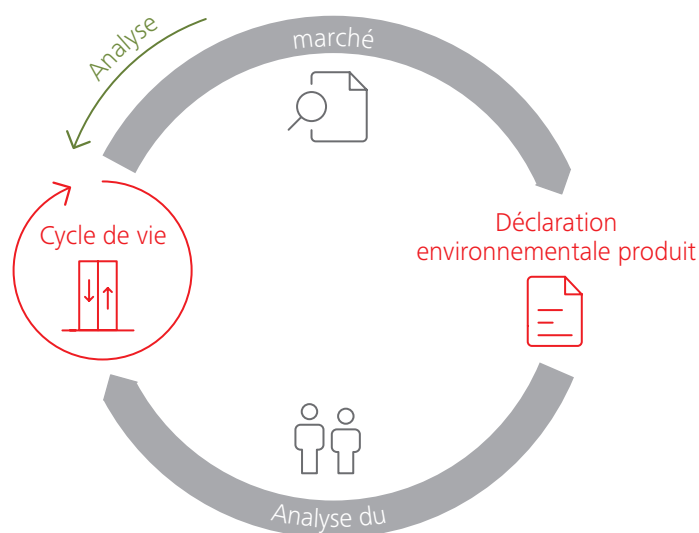 Analyse
marché
Cycle de vie
Déclaration
environnementale produit
Analyse du